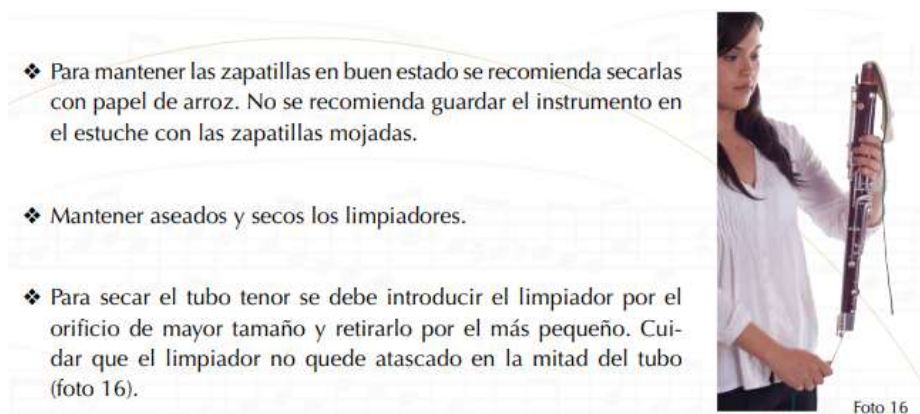 ❖ Para mantener las zapatillas en buen estado se recomienda secarlas
con papel de arroz. No se recomienda guardar el instrumento en
el estuche con las zapatillas mojadas.
❖ Mantener aseados y secos los limpiadores.
❖ Para secar el tubo tenor se debe introducir el limpiador por el
orificio de mayor tamaño y retirarlo por el más pequeño. Cui-
dar que el limpiador no quede atascado en la mitad del tubo
(foto 16).
Foto 16